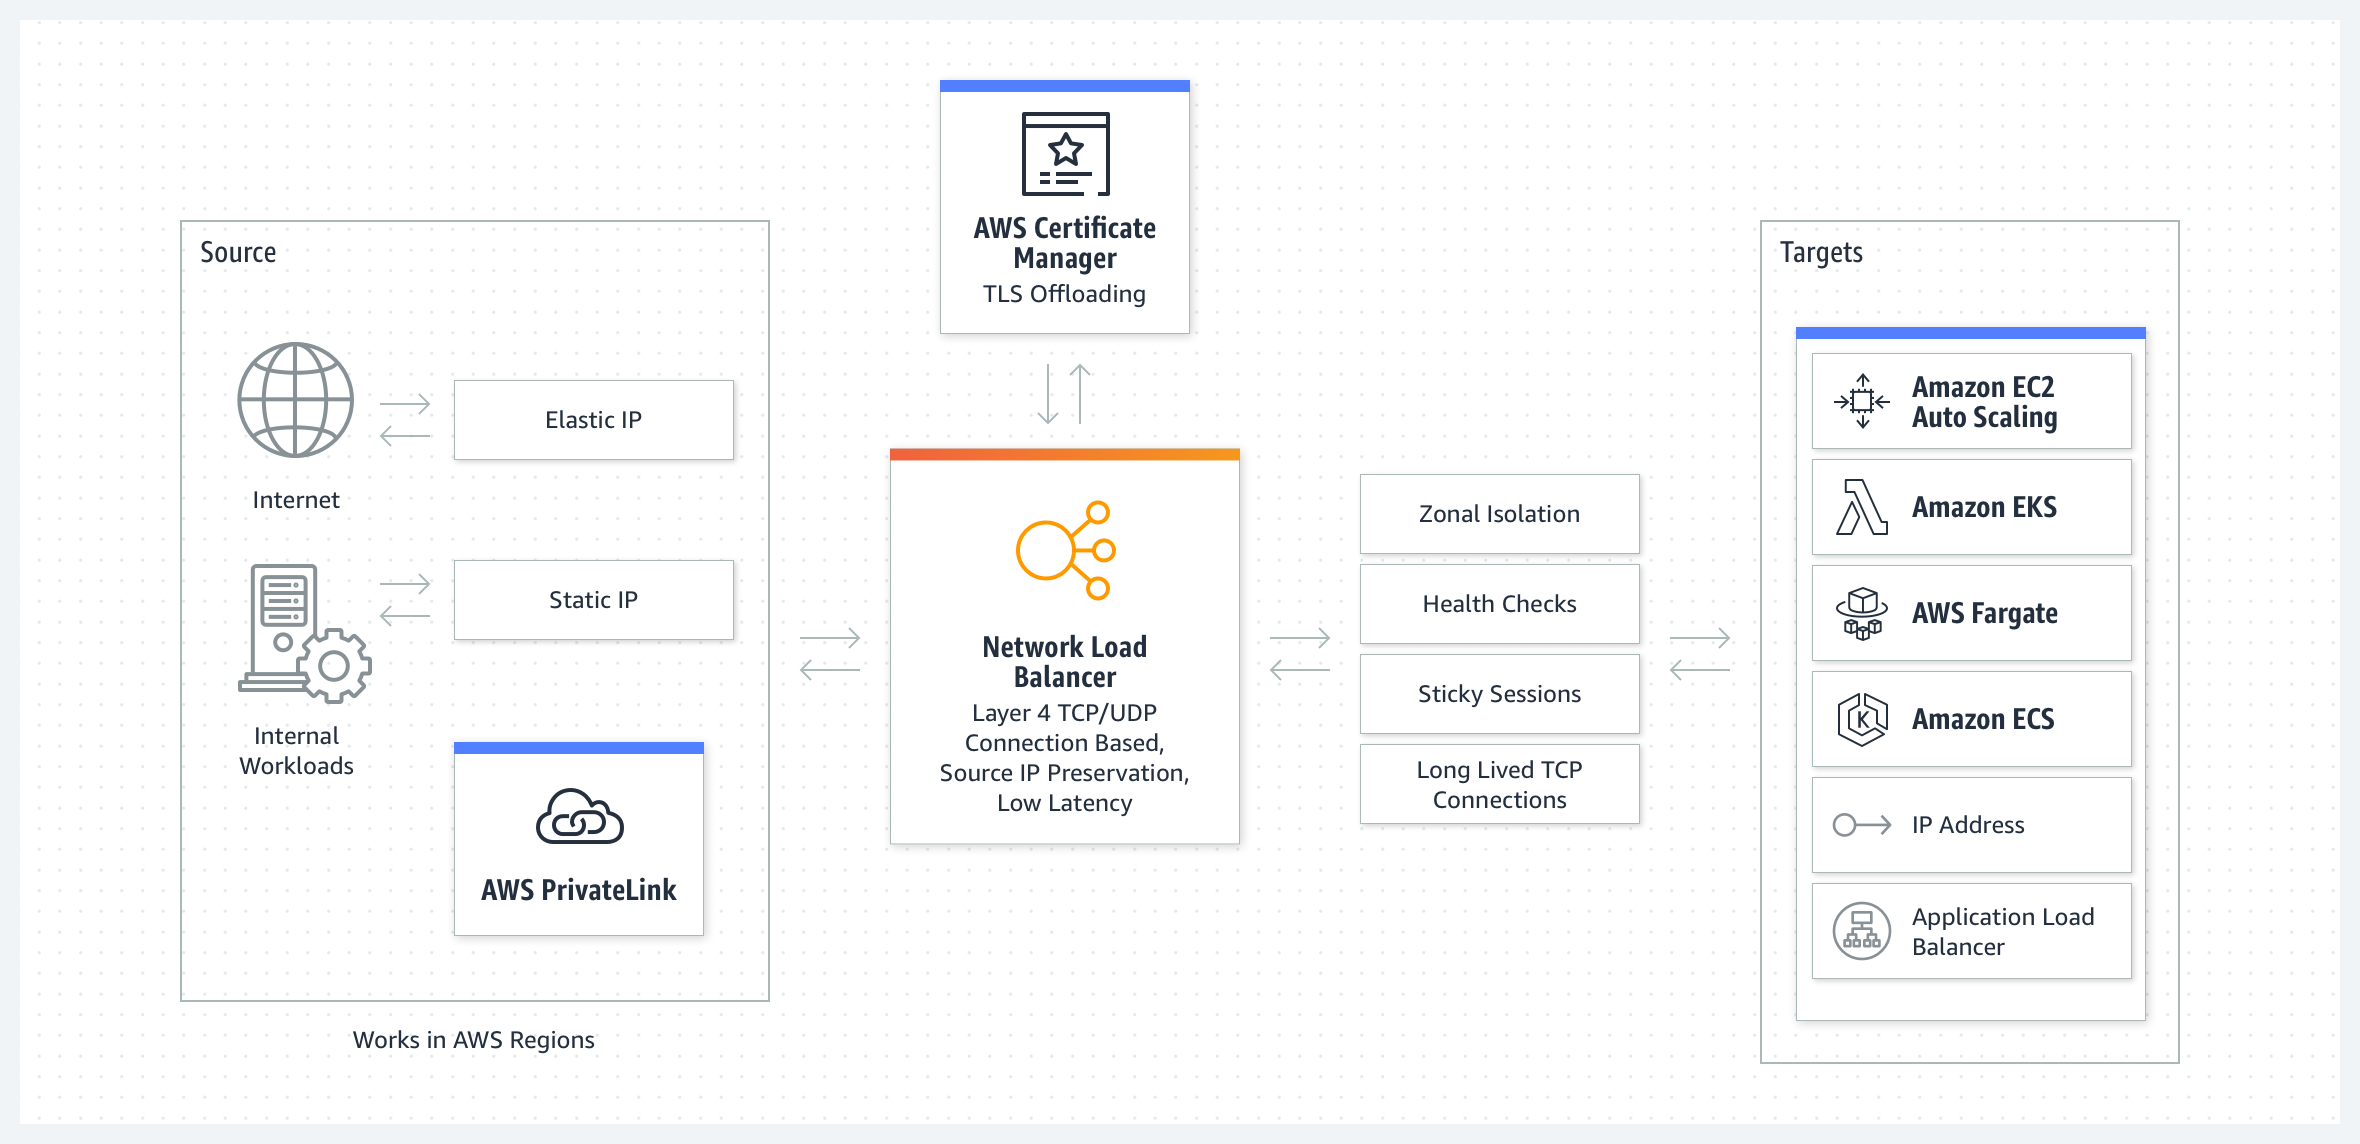 Source
Internet
Elastic IP
Internal
Workloads
Static IP
AWS PrivateLink
Works in AWS Regions
AWS Certificate
Manager
TLS Offloading
Network Load
Balancer
Layer 4 TCP/UDP
Connection Based,
Source IP Preservation,
Low Latency
Zonal Isolation
Health Checks
Sticky Sessions
Long Lived TCP
Connections
Targets
Amazon EC2
Auto Scaling
Amazon EKS
AWS Fargate
K
Amazon ECS
IP Address
Application Load
Balancer